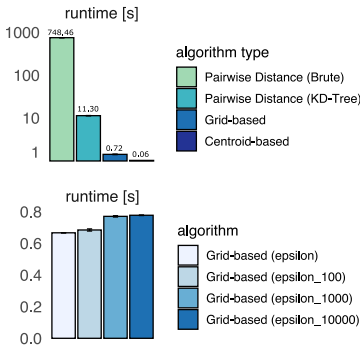 runtime [s]
1000
100
10
1
748.46
11.30
0.72
0.06
algorithm type
Pairwise Distance (Brute)
Pairwise Distance (KD-Tree)
Grid-based
Centroid-based
runtime [s]
0.8
0.6
0.4
0.2
0.0
algorithm
Grid-based (epsilon)
Grid-based (epsilon_100)
Grid-based (epsilon_1000)
Grid-based (epsilon_10000)